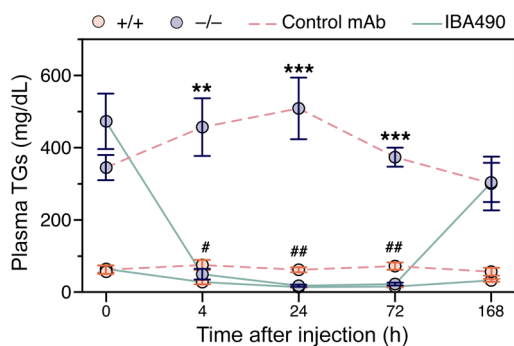 +/+ −/− Control mAb IBA490
Plasma TGs (mg/dL)
600
400
200
0
** *** ***
# ## ##
0 4 24 72 168
Time after injection (h)